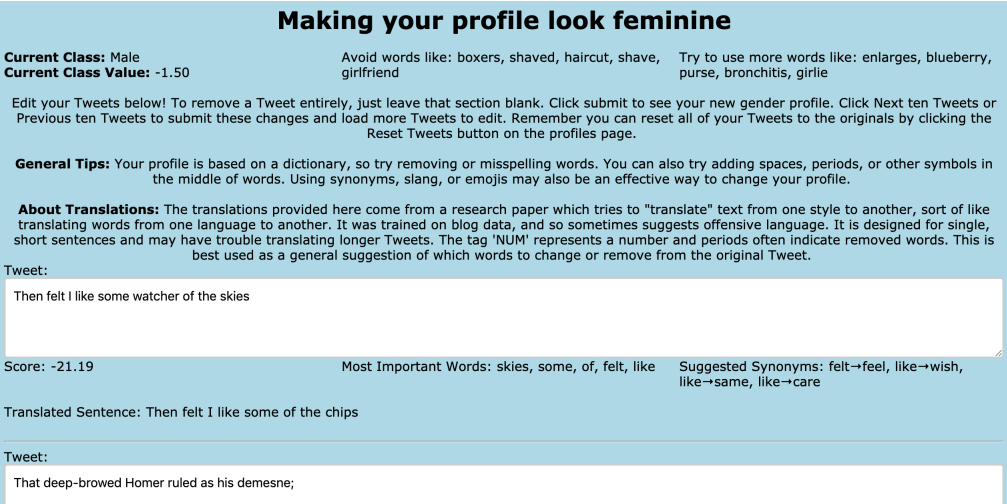 Making your profile look feminine
Current Class: Male
Current Class Value: -1.50
Avoid words like: boxers, shaved, haircut, shave,
girlfriend
Try to use more words like: enlarges, blueberry,
purse, bronchitis, girlie
Edit your Tweets below! To remove a Tweet entirely, just leave that section blank. Click submit to see your new gender profile. Click Next ten Tweets or
Previous ten Tweets to submit these changes and load more Tweets to edit. Remember you can reset all of your Tweets to the originals by clicking the
Reset Tweets button on the profiles page.
General Tips: Your profile is based on a dictionary, so try removing or misspelling words. You can also try adding spaces, periods, or other symbols in
the middle of words. Using synonyms, slang, or emojis may also be an effective way to change your profile.
About Translations: The translations provided here come from a research paper which tries to "translate" text from one style to another, sort of like
translating words from one language to another. It was trained on blog data, and so sometimes suggests offensive language. It is designed for single,
short sentences and may have trouble translating longer Tweets. The tag 'NUM' represents a number and periods often indicate removed words. This is
best used as a general suggestion of which words to change or remove from the original Tweet.
Tweet:
Then felt I like some watcher of the skies
Score: -21.19
Most Important Words: skies, some, of, felt, like
Suggested Synonyms: felt→feel, like→wish,
like→same, like→care
Translated Sentence: Then felt I like some of the chips
Tweet:
That deep-browed Homer ruled as his demesne;